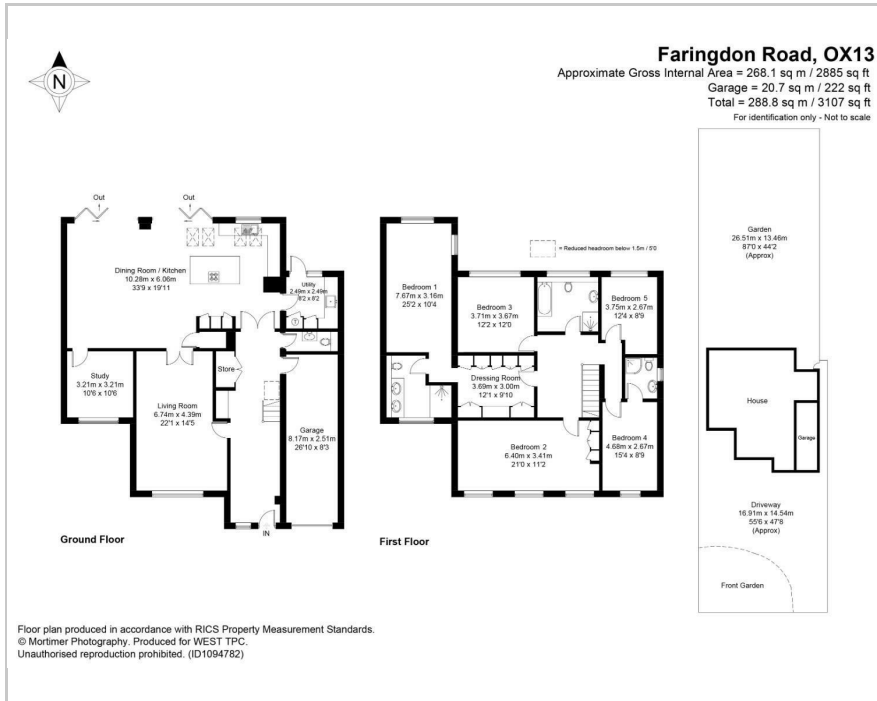 Faringdon Road, OX13
Approximate Gross Internal Area = 268.1 sq m / 2885 sq ft
Garage = 20.7 sq m / 222 sq ft
Total = 288.8 sq m / 3107 sq ft
For identification only - Not to scale
N
Out
Out
Dining Room / Kitchen
10.28m x 6.06m
33'9 x 19'11
Utility
2.49m x 2.49m
8'2 x 8'2
T
Study
3.21m x 3.21m
10'6 x 10'6
Living Room
6.74m x 4.39m
22'1 x 14'5
Store
Garage
8.17m x 2.51m
26'10 x 8'3
IN
Ground Floor
= Reduced headroom below 1.5m / 5'0
Bedroom 1
7.67m x 3.16m
25'2 x 10'4
Bedroom 3
3.71m x 3.67m
12'2 x 12'0
Bedroom 5
3.75m x 2.67m
12'4 x 8'9
Dressing Room
3.69m x 3.00m
12'1 x 9'10
Bedroom 2
6.40m x 3.41m
21'0 x 11'2
Bedroom 4
4.68m x 2.67m
15'4 x 8'9
First Floor
Garden
26.51m x 13.46m
87'0 x 44'2
(Approx)
House
Garage
Driveway
16.91m x 14.54m
55'6 x 47'8
(Approx)
Front Garden
Floor plan produced in accordance with RICS Property Measurement Standards.
© Mortimer Photography. Produced for WEST TPC.
Unauthorised reproduction prohibited. (ID1094782)